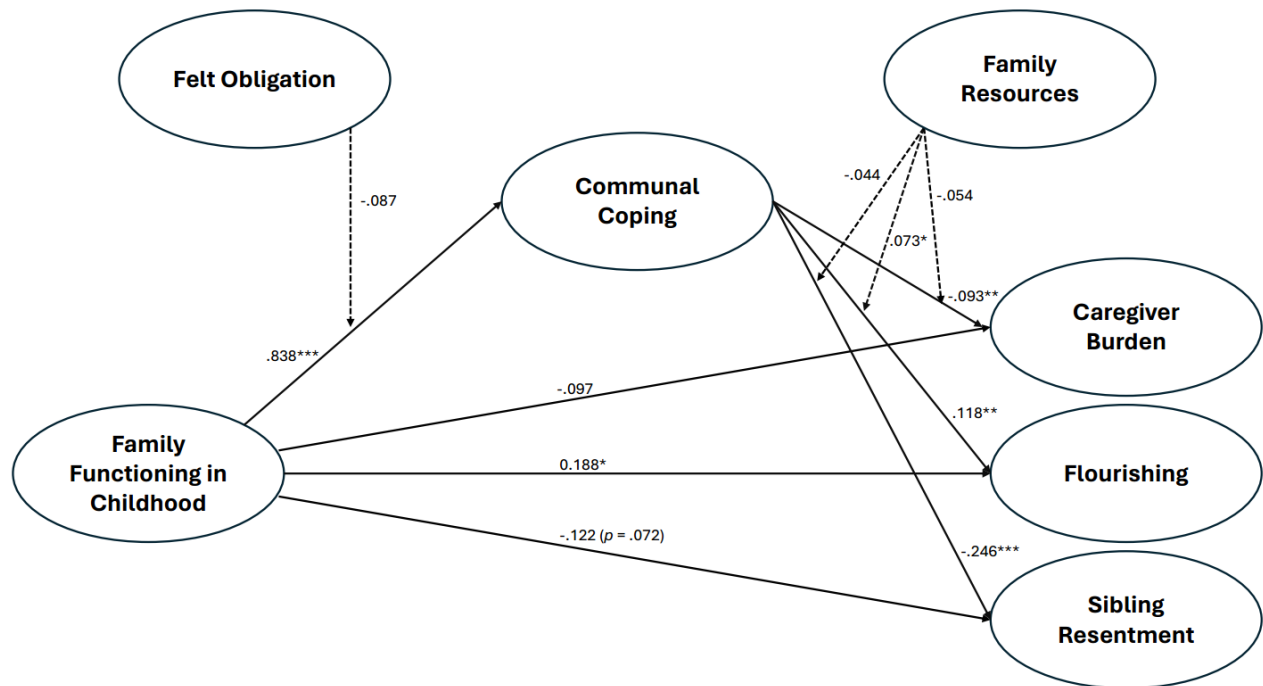 Felt Obligation
Family
Resources
Communal
Coping
-.044
-.087
-.054
.073*
-.093**
Caregiver
Burden
.838***
-.097
.118**
Family
Functioning in
Childhood
0.188*
Flourishing
-.122 (p = .072)
-.246***
Sibling
Resentment